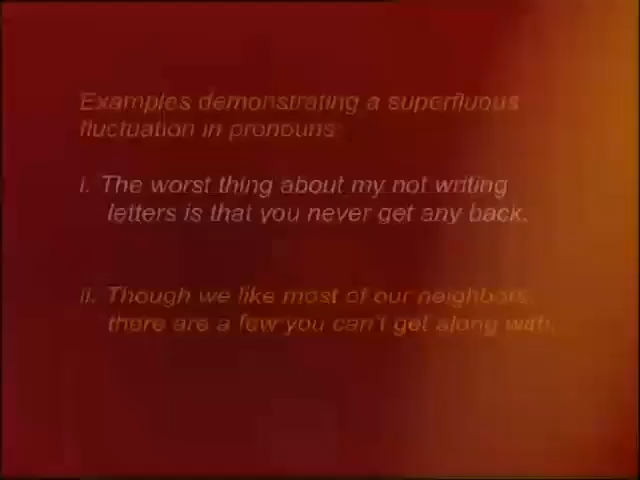 Examples demonstrating a superfluous
fluctuation in pronouns:
i. The worst thing about my not writing
letters is that you never get any back.
ii. Though we like most of our neighbors,
there are a few you can't get along with.